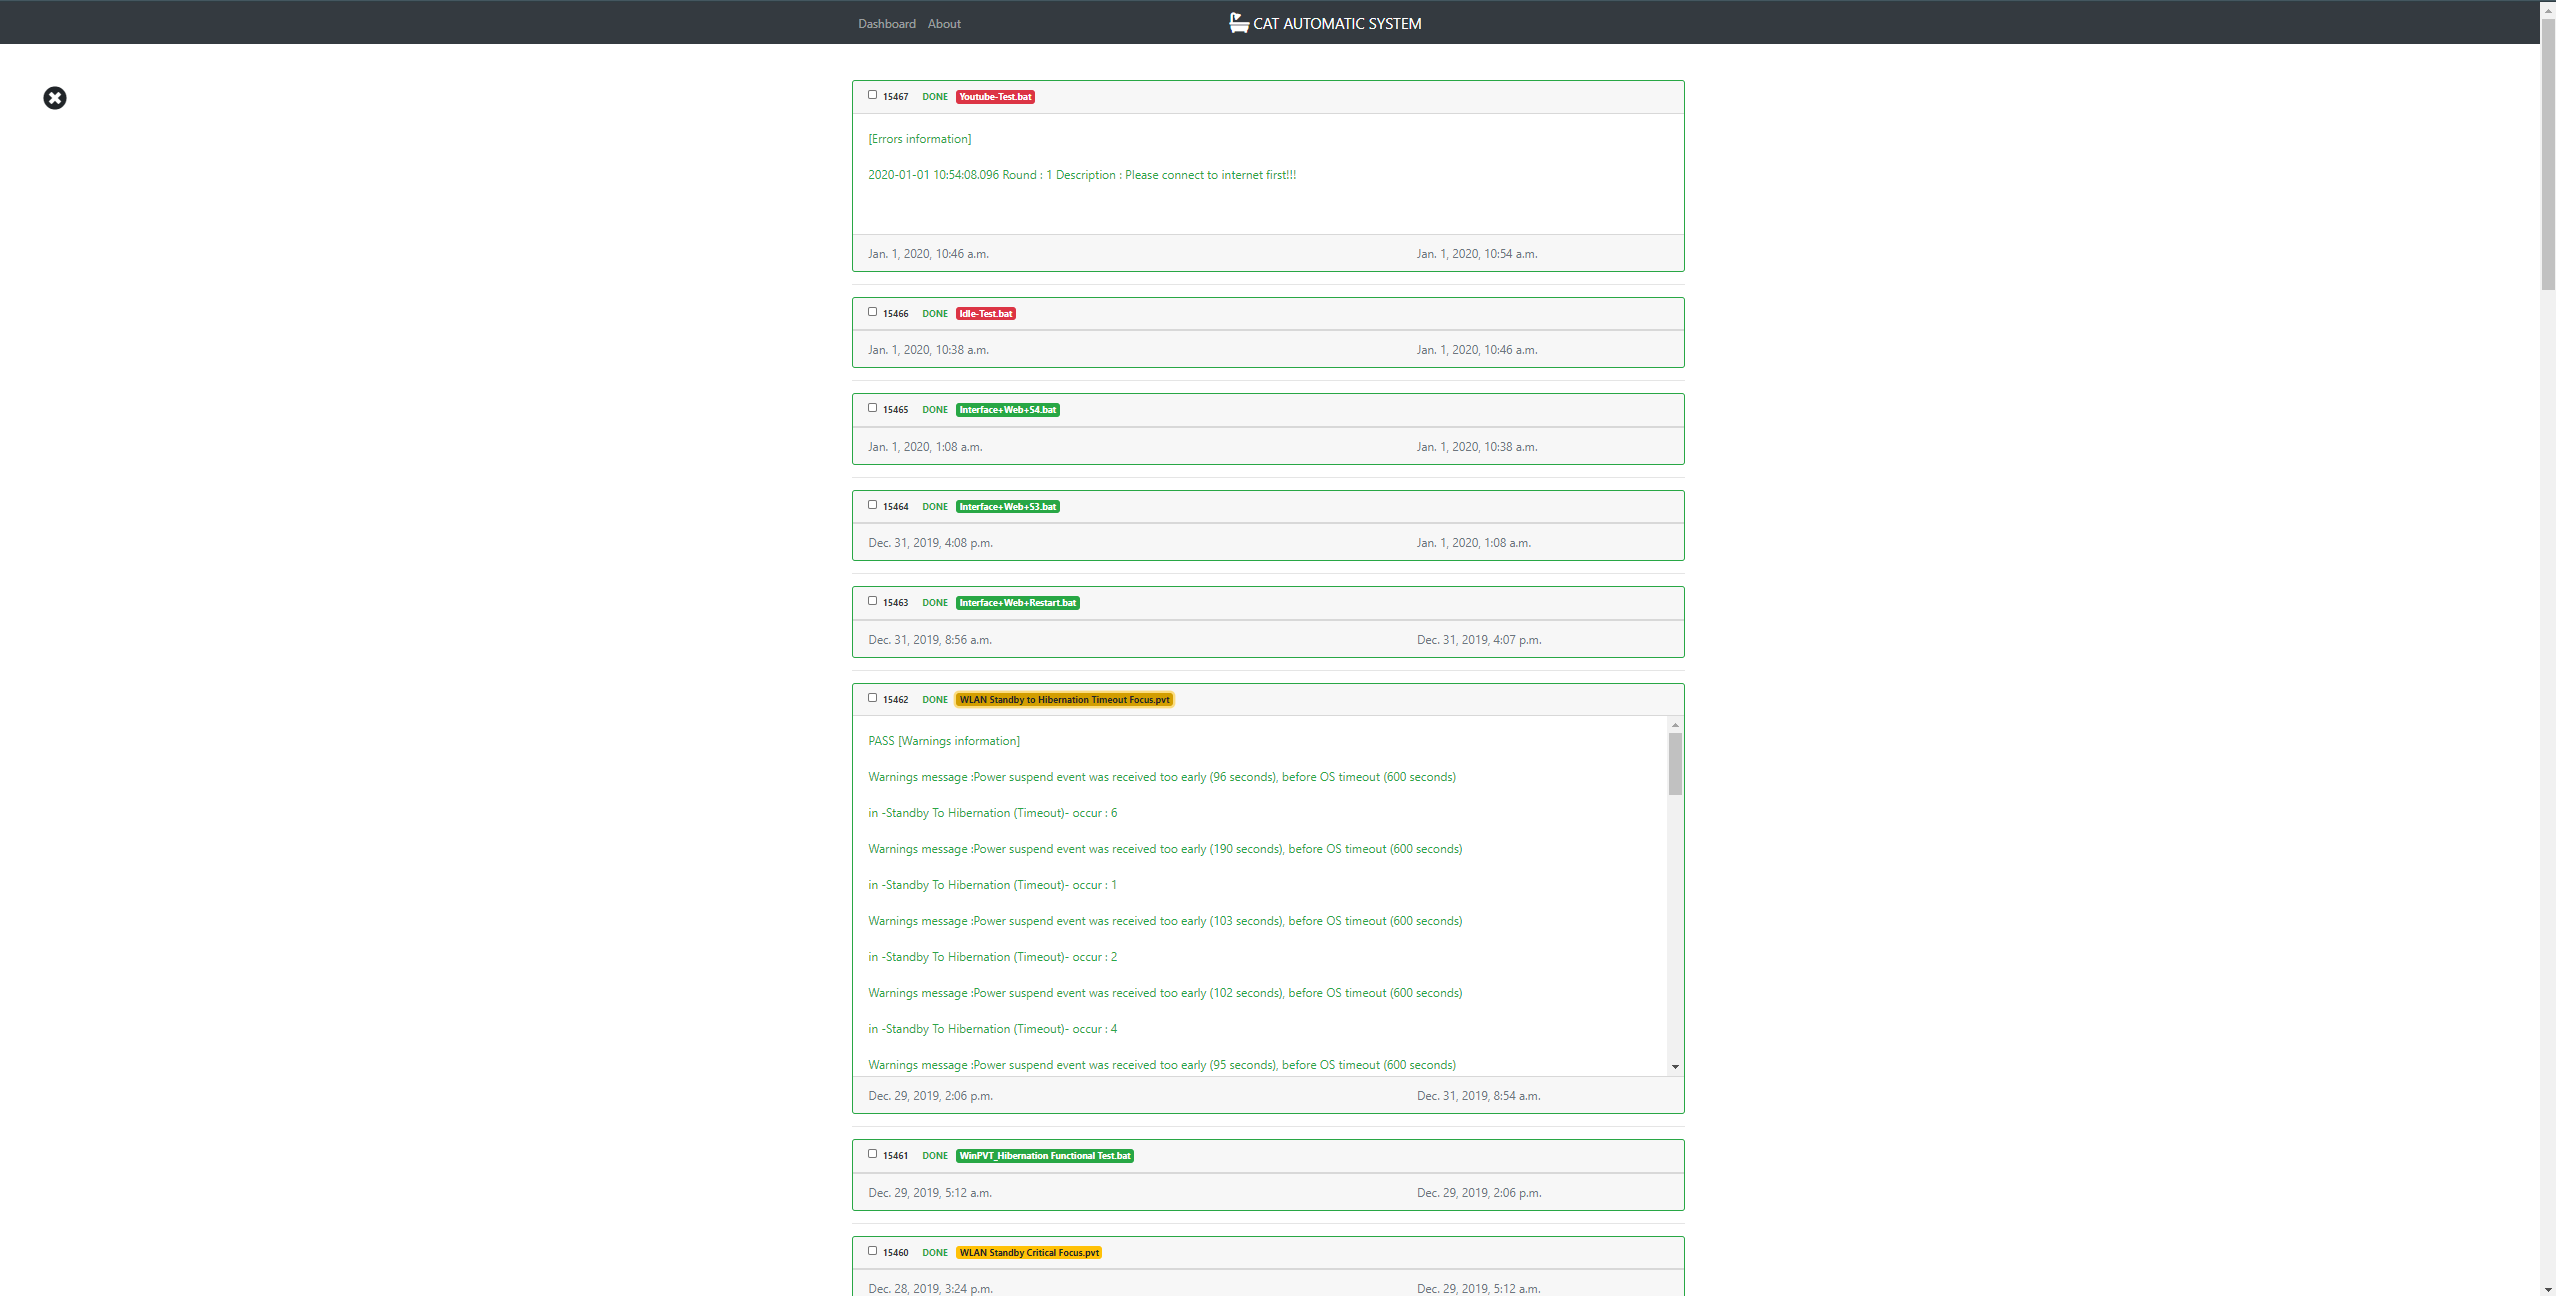 Dashboard About CAT AUTOMATIC SYSTEM
15467 DONE Youtube-Test.bat
[Errors information]
2020-01-01 10:54:08.096 Round : 1 Description : Please connect to internet first!!!
Jan. 1, 2020, 10:46 a.m. Jan. 1, 2020, 10:54 a.m.
15466 DONE Idle-Test.bat
Jan. 1, 2020, 10:38 a.m. Jan. 1, 2020, 10:46 a.m.
15465 DONE Interface+Web+S4.bat
Jan. 1, 2020, 1:08 a.m. Jan. 1, 2020, 10:38 a.m.
15464 DONE Interface+Web+S3.bat
Dec. 31, 2019, 4:08 p.m. Jan. 1, 2020, 1:08 a.m.
15463 DONE Interface+Web+Restart.bat
Dec. 31, 2019, 8:56 a.m. Dec. 31, 2019, 4:07 p.m.
15462 DONE WLAN Standby to Hibernation Timeout Focus.pvt
PASS [Warnings information]
Warnings message :Power suspend event was received too early (96 seconds), before OS timeout (600 seconds)
in -Standby To Hibernation (Timeout)- occur : 6
Warnings message :Power suspend event was received too early (190 seconds), before OS timeout (600 seconds)
in -Standby To Hibernation (Timeout)- occur : 1
Warnings message :Power suspend event was received too early (103 seconds), before OS timeout (600 seconds)
in -Standby To Hibernation (Timeout)- occur : 2
Warnings message :Power suspend event was received too early (102 seconds), before OS timeout (600 seconds)
in -Standby To Hibernation (Timeout)- occur : 4
Warnings message :Power suspend event was received too early (95 seconds), before OS timeout (600 seconds)
Dec. 29, 2019, 2:06 p.m. Dec. 31, 2019, 8:54 a.m.
15461 DONE WinPVT_Hibernation Functional Test.bat
Dec. 29, 2019, 5:12 a.m. Dec. 29, 2019, 2:06 p.m.
15460 DONE WLAN Standby Critical Focus.pvt
Dec. 28, 2019, 3:24 p.m. Dec. 29, 2019, 5:12 a.m.